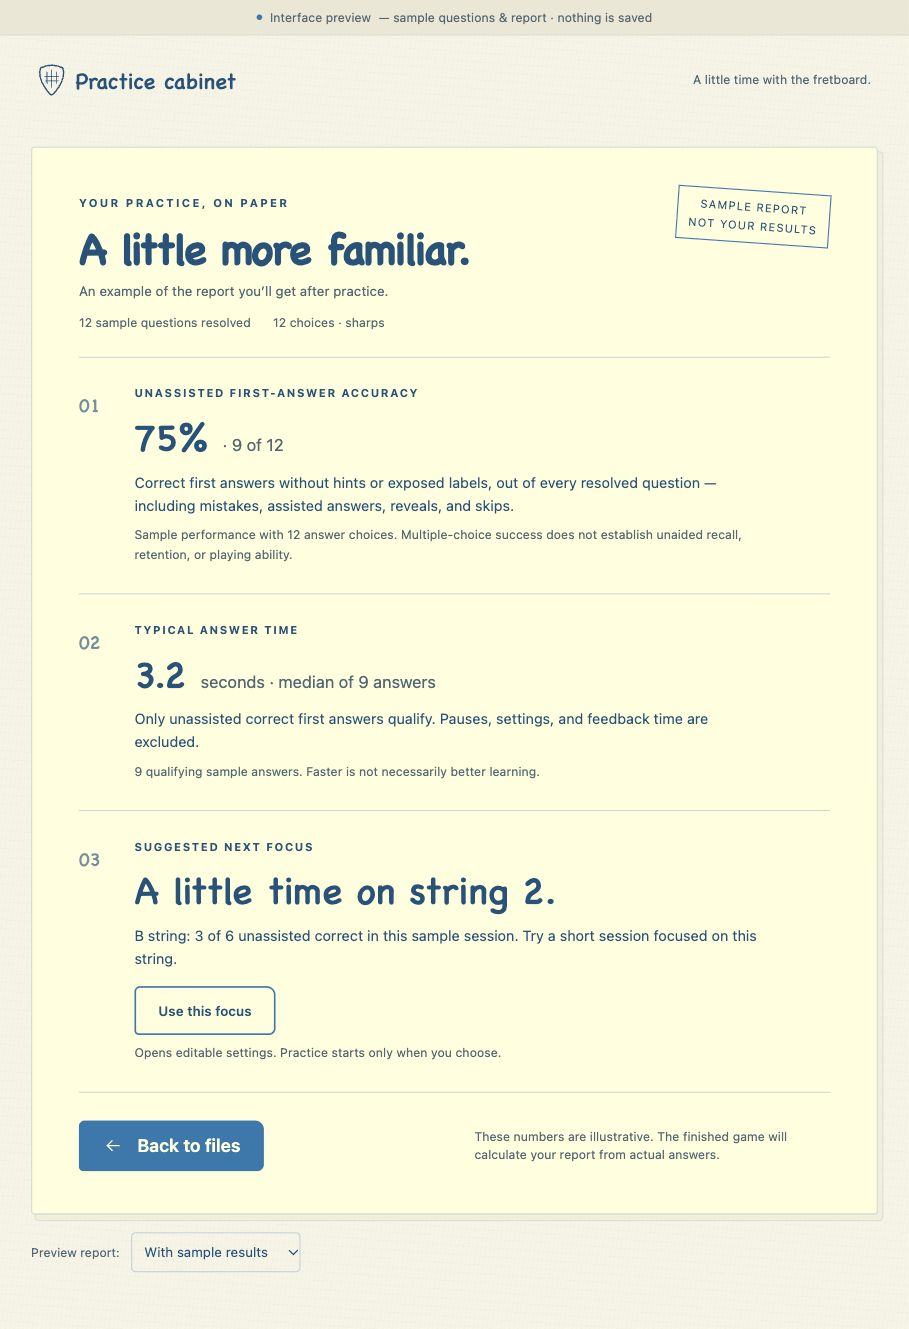 Interface preview — sample questions & report · nothing is saved
Practice cabinet
A little time with the fretboard.
YOUR PRACTICE, ON PAPER
SAMPLE REPORT
NOT YOUR RESULTS
A little more familiar.
An example of the report you’ll get after practice.
12 sample questions resolved 12 choices · sharps
01
UNASSISTED FIRST-ANSWER ACCURACY
75% · 9 of 12
Correct first answers without hints or exposed labels, out of every resolved question —
including mistakes, assisted answers, reveals, and skips.
Sample performance with 12 answer choices. Multiple-choice success does not establish unaided recall,
retention, or playing ability.
02
TYPICAL ANSWER TIME
3.2 seconds · median of 9 answers
Only unassisted correct first answers qualify. Pauses, settings, and feedback time are
excluded.
9 qualifying sample answers. Faster is not necessarily better learning.
03
SUGGESTED NEXT FOCUS
A little time on string 2.
B string: 3 of 6 unassisted correct in this sample session. Try a short session focused on this
string.
Use this focus
Opens editable settings. Practice starts only when you choose.
← Back to files
These numbers are illustrative. The finished game will
calculate your report from actual answers.
Preview report: With sample results